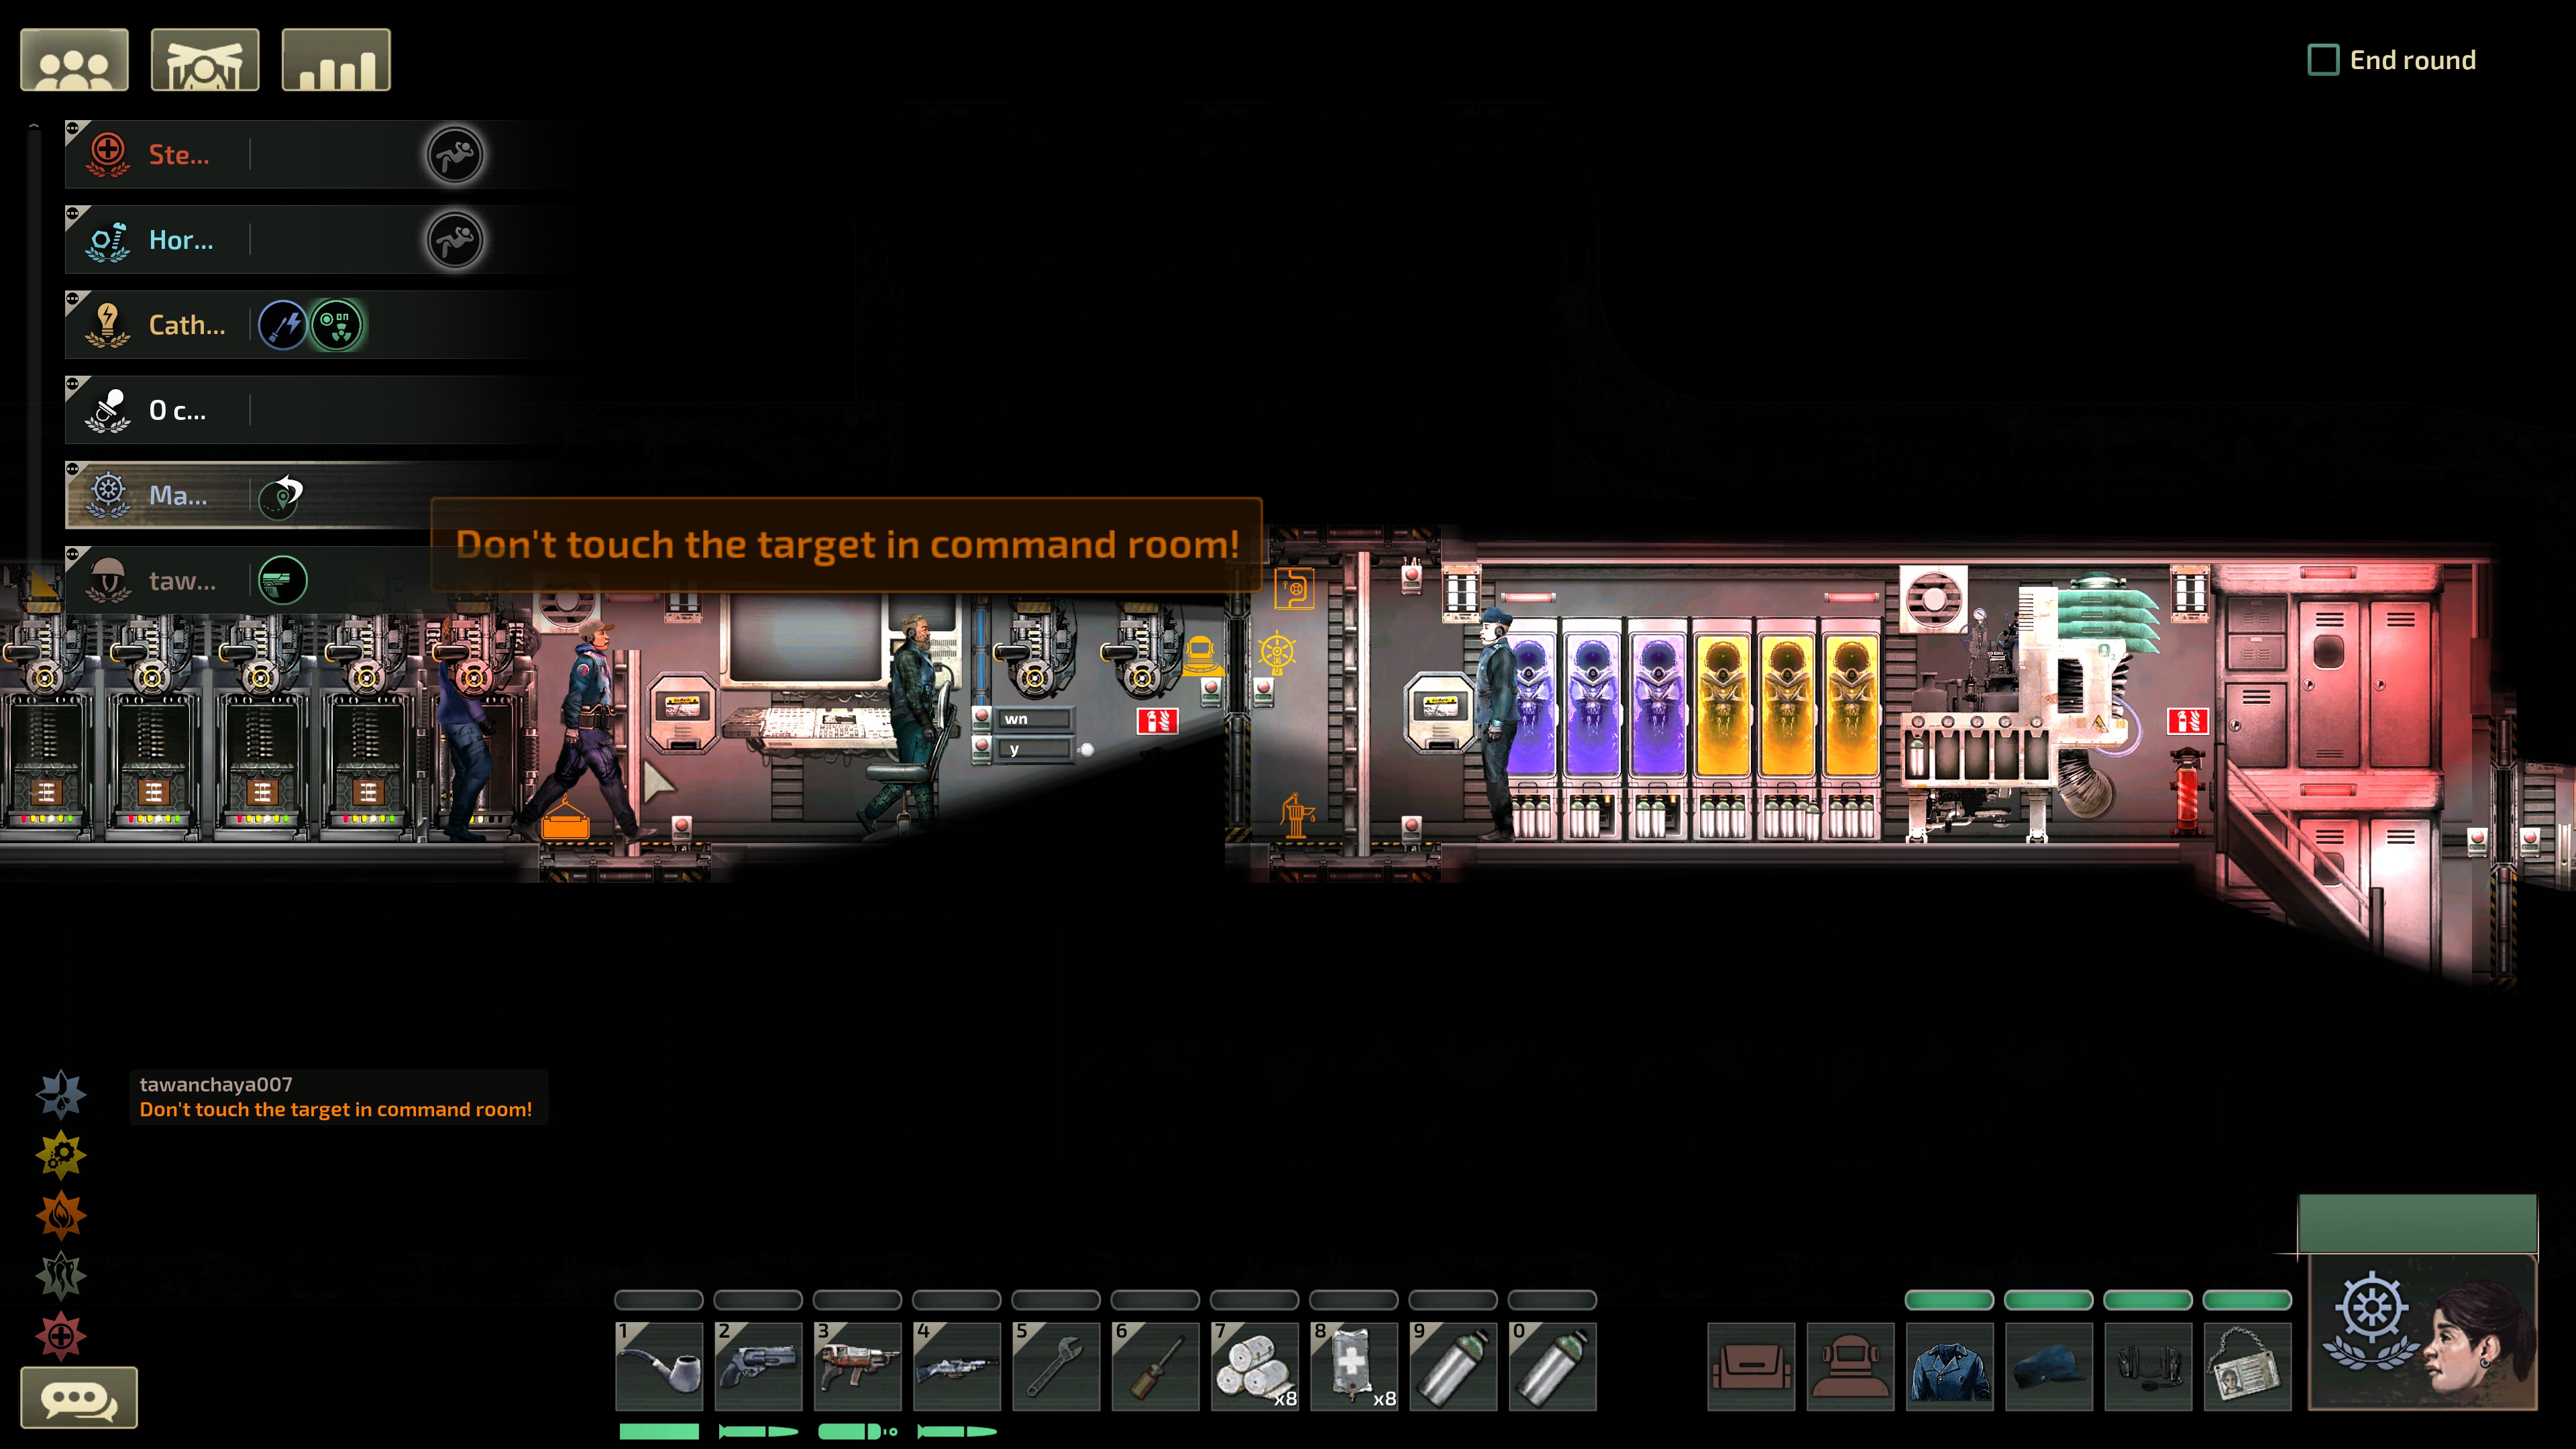 End round
Ste...
Hor...
Cath...
on
O c...
Ma...
taw...
Don't touch the target in command room!
wn
y
tawanchaya007
Don't touch the target in command room!
1
2
3
4
5
6
7
8
9
0
x8
x8